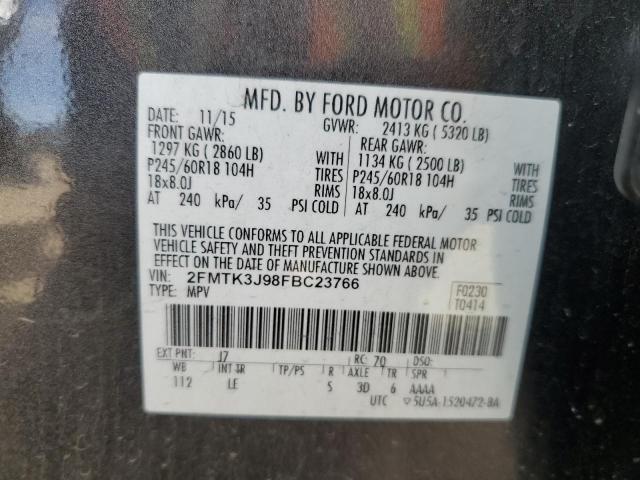 MFD. BY FORD MOTOR CO.
DATE: 11/15 GVWR: 2413 KG ( 5320 LB)
FRONT GAWR: REAR GAWR:
1297 KG ( 2860 LB) WITH 1134 KG ( 2500 LB) WITH
P245/60R18 104H TIRES P245/60R18 104H TIRES
18x8.0J RIMS 18x8.0J RIMS
AT 240 kPa/ 35 PSI COLD AT 240 kPa/ 35 PSI COLD
THIS VEHICLE CONFORMS TO ALL APPLICABLE FEDERAL MOTOR
VEHICLE SAFETY AND THEFT PREVENTION STANDARDS IN
EFFECT ON THE DATE OF MANUFACTURE SHOWN ABOVE.
VIN: 2FMTK3J98FBC23766 F0230
TYPE: MPV T0414
EXT PNT: J7 RC: 70 DSO:
WB INT TR TP/PS R AXLE TR SPR
112 LE S 3D 6 AAAA
UTC ▽5U5A-1520472-BA